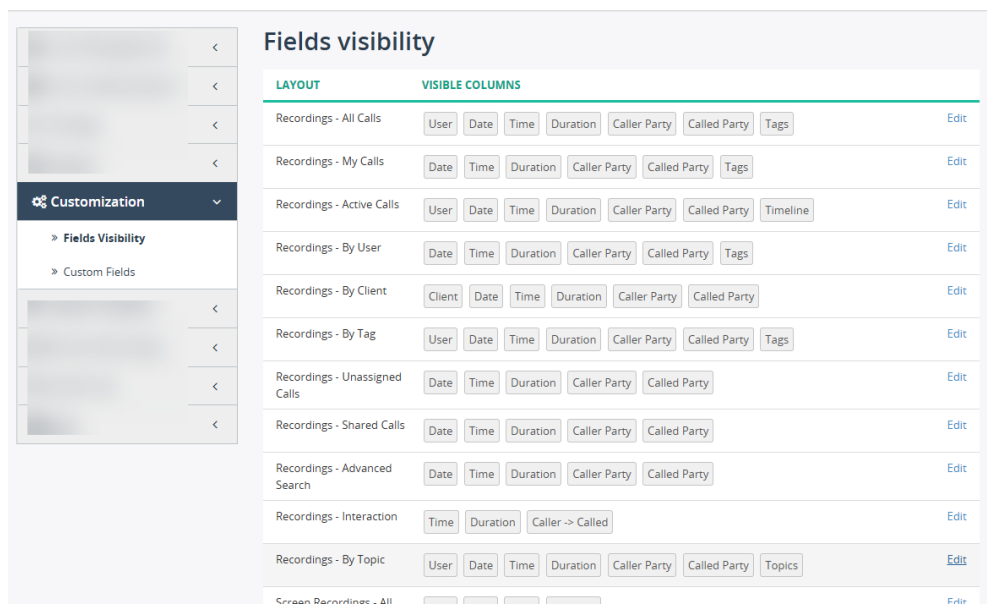 Fields visibility
LAYOUT VISIBLE COLUMNS
Recordings - All Calls User Date Time Duration Caller Party Called Party Tags Edit
Recordings - My Calls Date Time Duration Caller Party Called Party Tags Edit
Customization
Recordings - Active Calls User Date Time Duration Caller Party Called Party Timeline Edit
» Fields Visibility
Recordings - By User Date Time Duration Caller Party Called Party Tags Edit
» Custom Fields
Recordings - By Client Client Date Time Duration Caller Party Called Party Edit
Recordings - By Tag User Date Time Duration Caller Party Called Party Tags Edit
Recordings - Unassigned
Calls Date Time Duration Caller Party Called Party Edit
Recordings - Shared Calls Date Time Duration Caller Party Called Party Edit
Recordings - Advanced
Search Date Time Duration Caller Party Called Party Edit
Recordings - Interaction Time Duration Caller -> Called Edit
Recordings - By Topic User Date Time Duration Caller Party Called Party Topics Edit
Screen Recordings - All Edit